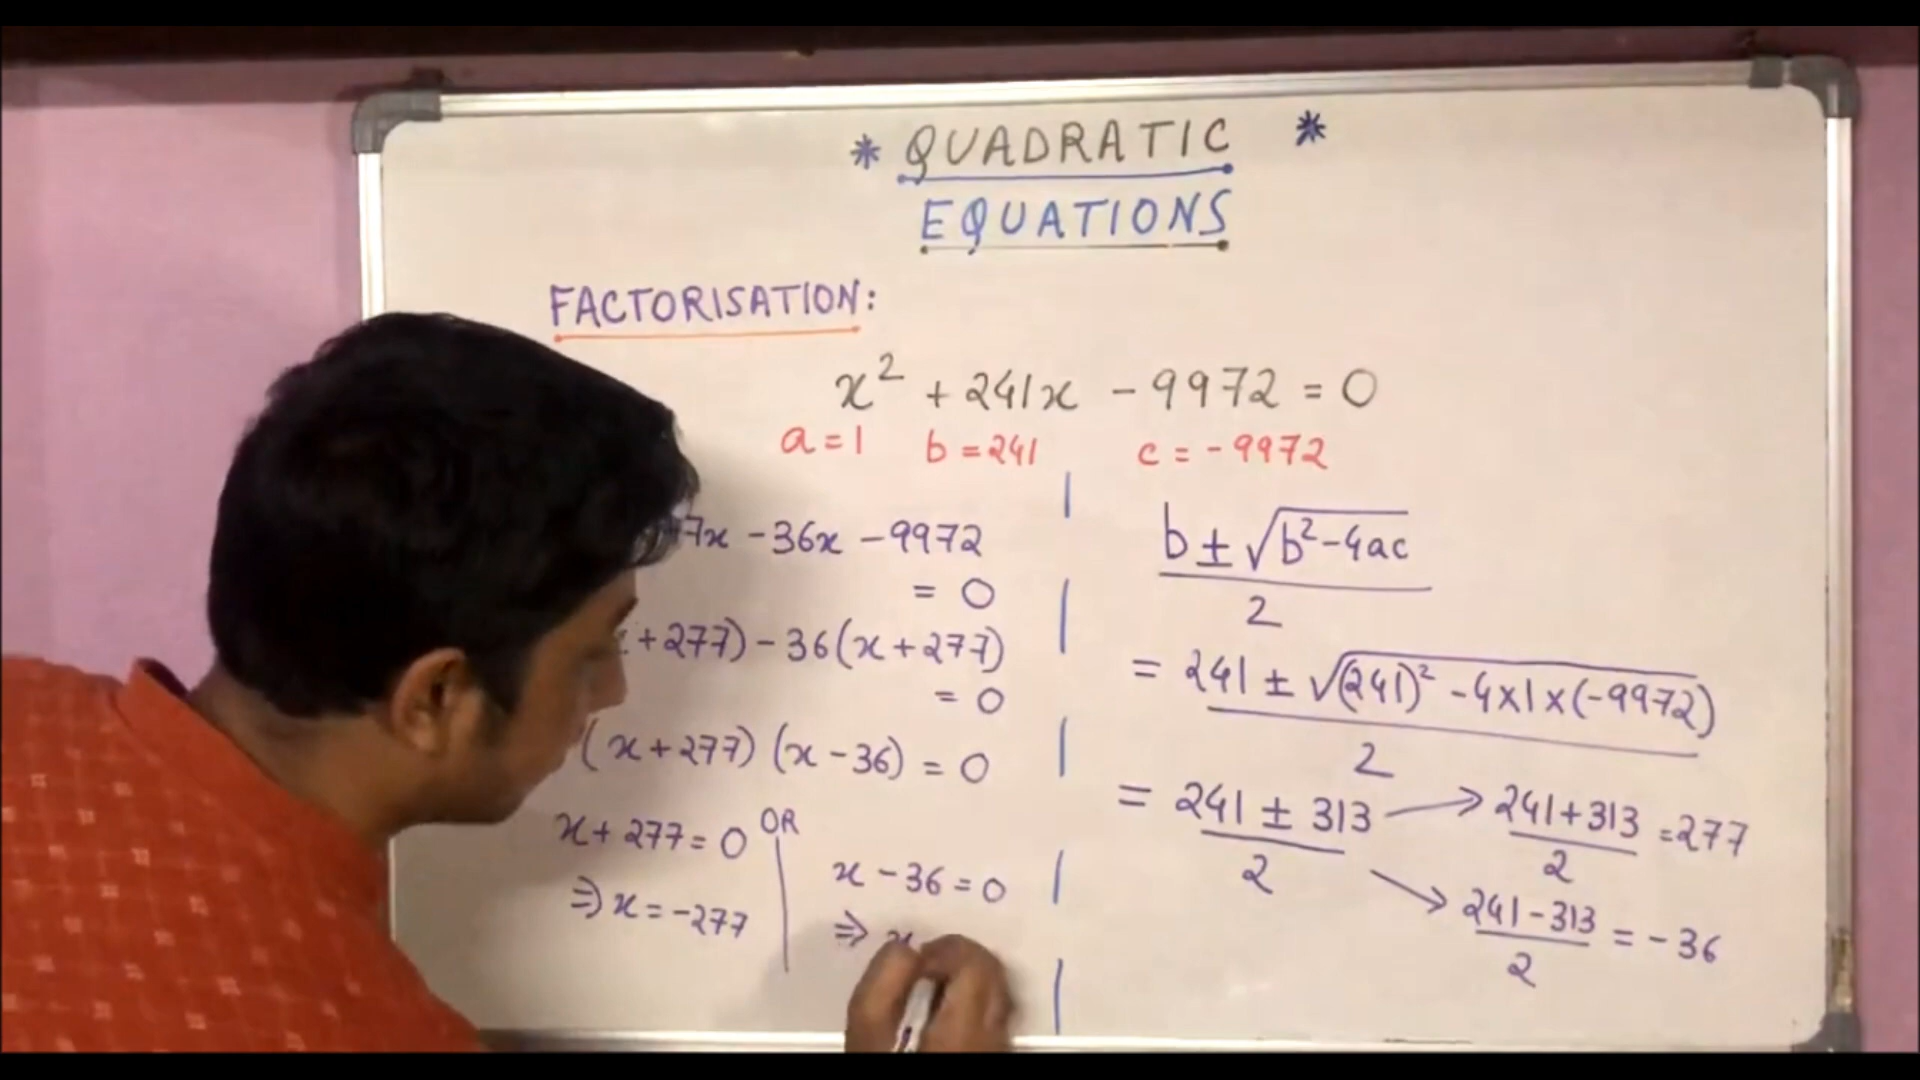 * QUADRATIC *
EQUATIONS
FACTORISATION:
x² + 241x - 9972 = 0
a = 1 b = 241 c = -9972
7x - 36x - 9972
= 0
+277) - 36(x + 277)
= 0
(x + 277) (x - 36) = 0
x + 277 = 0 OR
⇒ x = -277
x - 36 = 0
⇒ x
b ± √b² - 4ac
2
= 241 ± √(241)² - 4×1×(-9972)
2
= 241 ± 313 → 241 + 313 = 277
2 2
→ 241 - 313 = -36
2